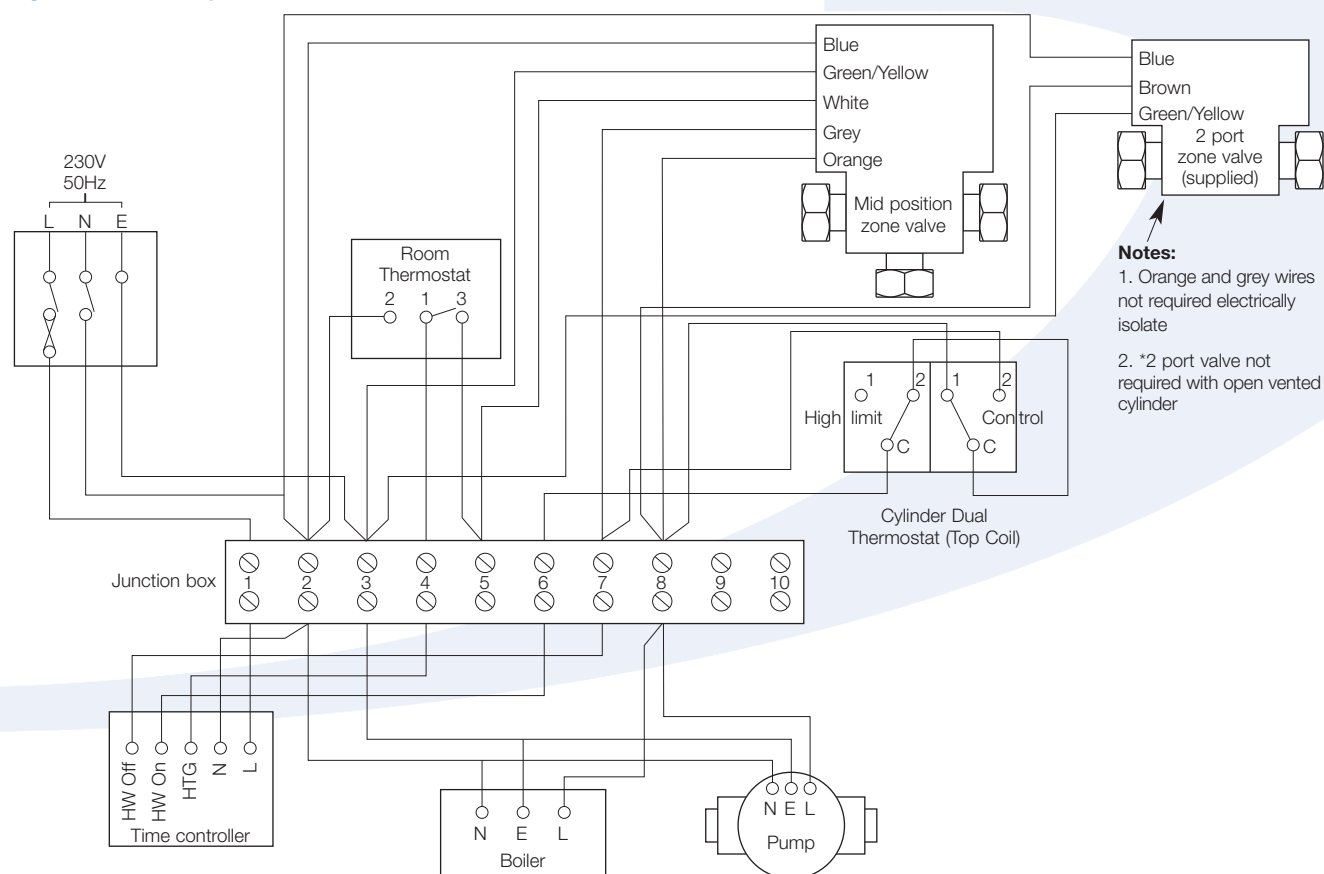 Blue
Green/Yellow
White
Grey
Orange
Mid position
zone valve
Blue
Brown
Green/Yellow
2 port
zone valve
(supplied)
Notes:
1. Orange and grey wires
not required electrically
isolate
2. *2 port valve not
required with open vented
cylinder
230V
50Hz
L N E
Room
Thermostat
2 1 3
1 2 1 2
High limit
Control
C C
Cylinder Dual
Thermostat (Top Coil)
Junction box
1 2 3 4 5 6 7 8 9 10
HW Off
HW On
HTG
N
L
Time controller
N E L
Boiler
N E L
Pump